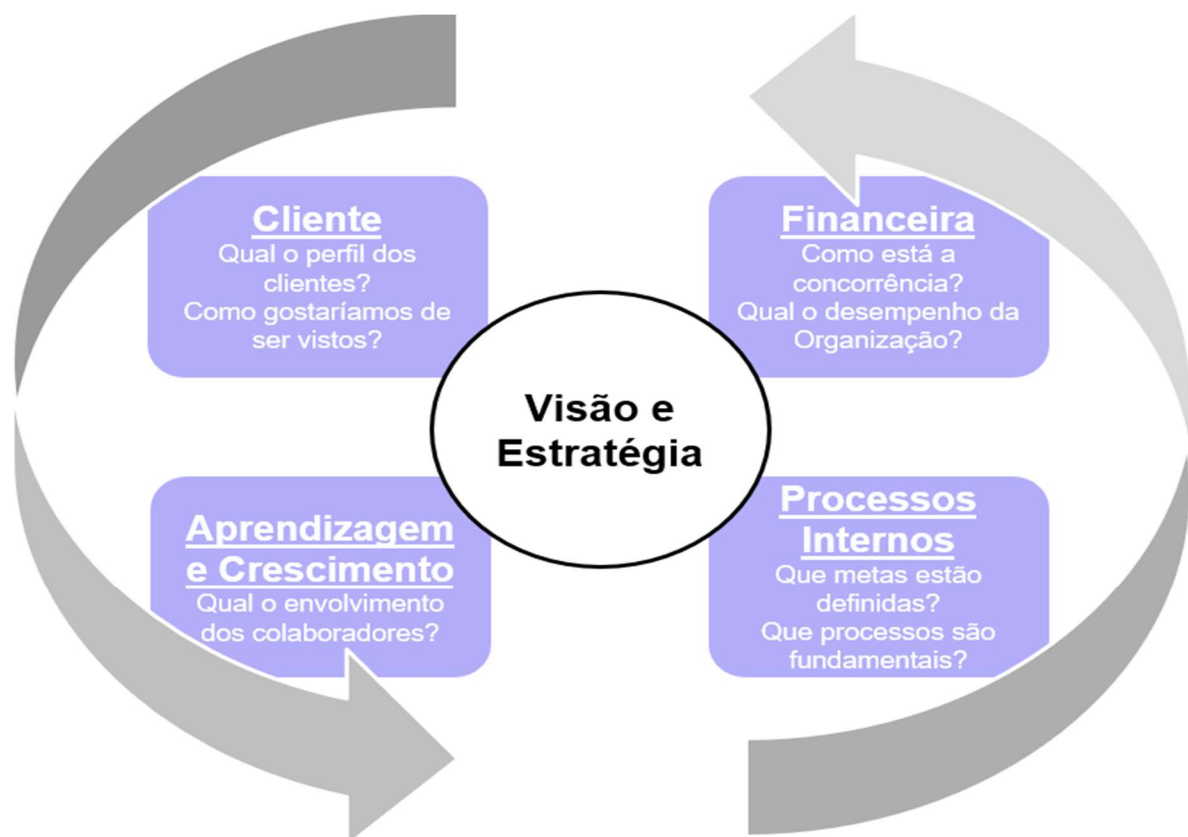 Cliente
Qual o perfil dos
clientes?
Como gostaríamos de
ser vistos?
Financeira
Como está a
concorrência?
Qual o desempenho da
Organização?
Visão e
Estratégia
Aprendizagem
e Crescimento
Qual o envolvimento
dos colaboradores?
Processos
Internos
Que metas estão
definidas?
Que processos são
fundamentais?